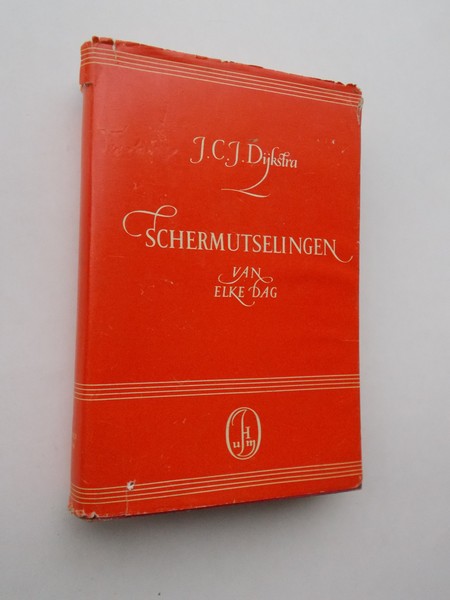 J.C.J. Dijkstra
SCHERMUTSELINGEN
VAN
ELKE DAG